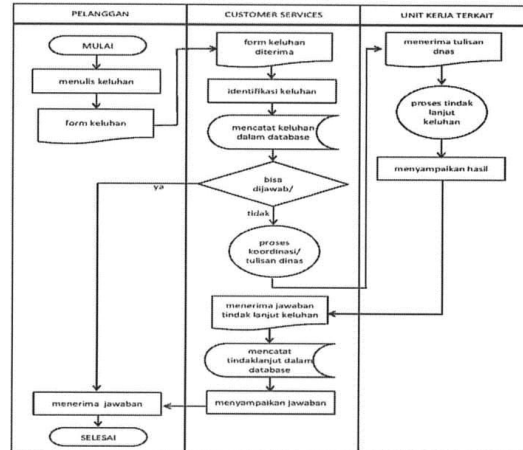 PELANGGAN
CUSTOMER SERVICES
UNIT KERJA TERKAIT
MULAI
menulis keluhan
form keluhan
form keluhan
diterima
identifikasi keluhan
mencatat keluhan
dalam database
bisa
dijawab/
ya
tidak
proses
koordinasi/
tulisan dinas
menerima tulisan
dnas
proses tindak
lanjut
keluhan
menyampaikan hasil
menerima jawaban
tindak lanjut keluhan
mencatat
tindaklanjut dalam
database
menyampaikan jawaban
menerima jawaban
SELESAI